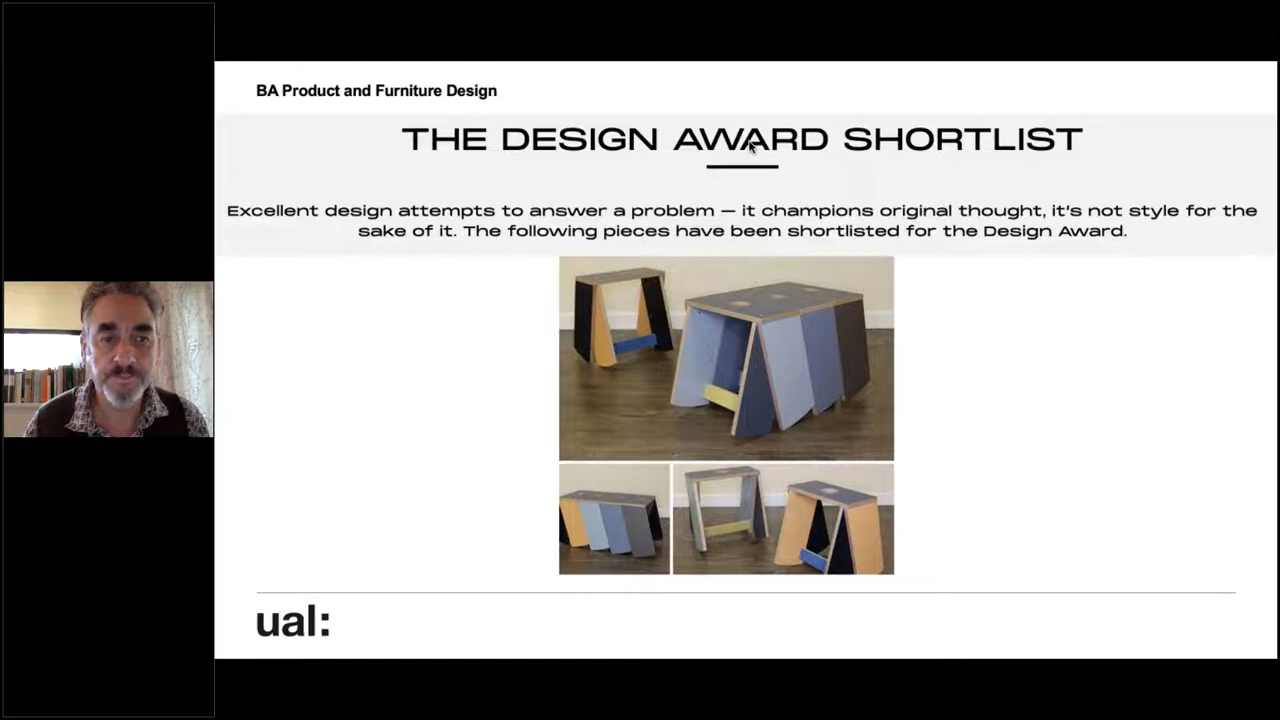 BA Product and Furniture Design
THE DESIGN AWARD SHORTLIST
Excellent design attempts to answer a problem – it champions original thought, it's not style for the
sake of it. The following pieces have been shortlisted for the Design Award.
ual: